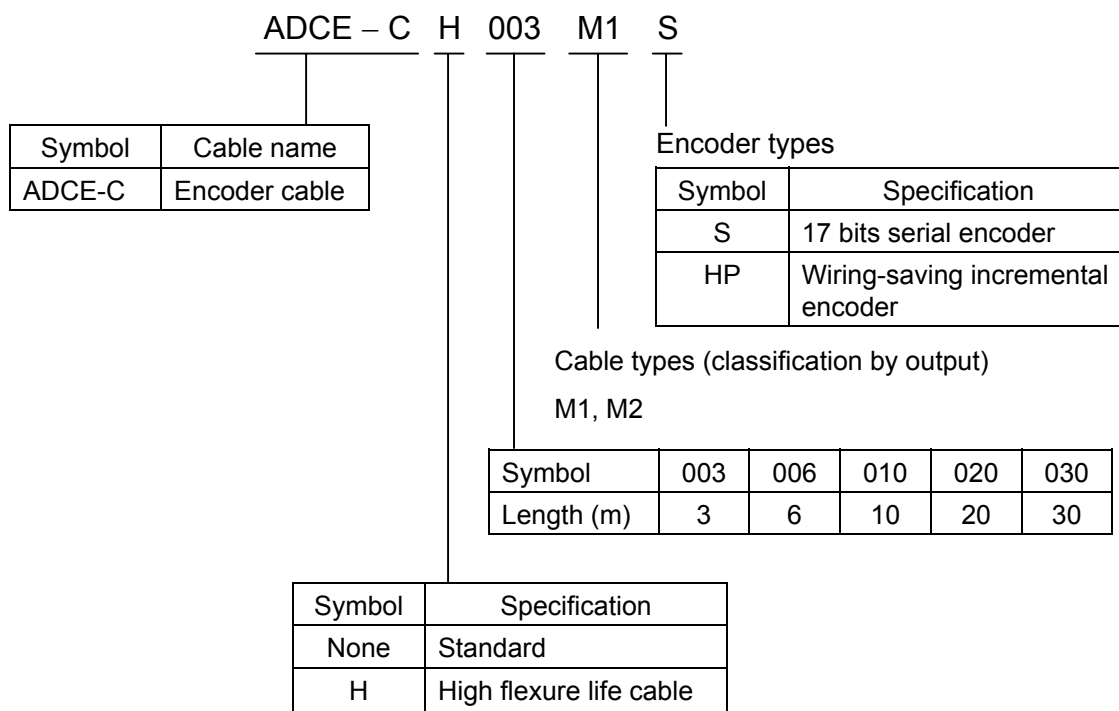 ADCE – C H 003 M1 S
Symbol Cable name
ADCE-C Encoder cable
Encoder types
Symbol Specification
S 17 bits serial encoder
HP Wiring-saving incremental
encoder
Cable types (classification by output)
M1, M2
Symbol 003 006 010 020 030
Length (m) 3 6 10 20 30
Symbol Specification
None Standard
H High flexure life cable